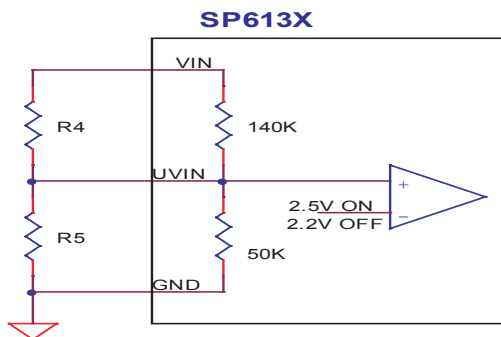 SP613X
VIN
R4
140K
UVIN
2.5V ON
2.2V OFF
R5
50K
GND
+
−